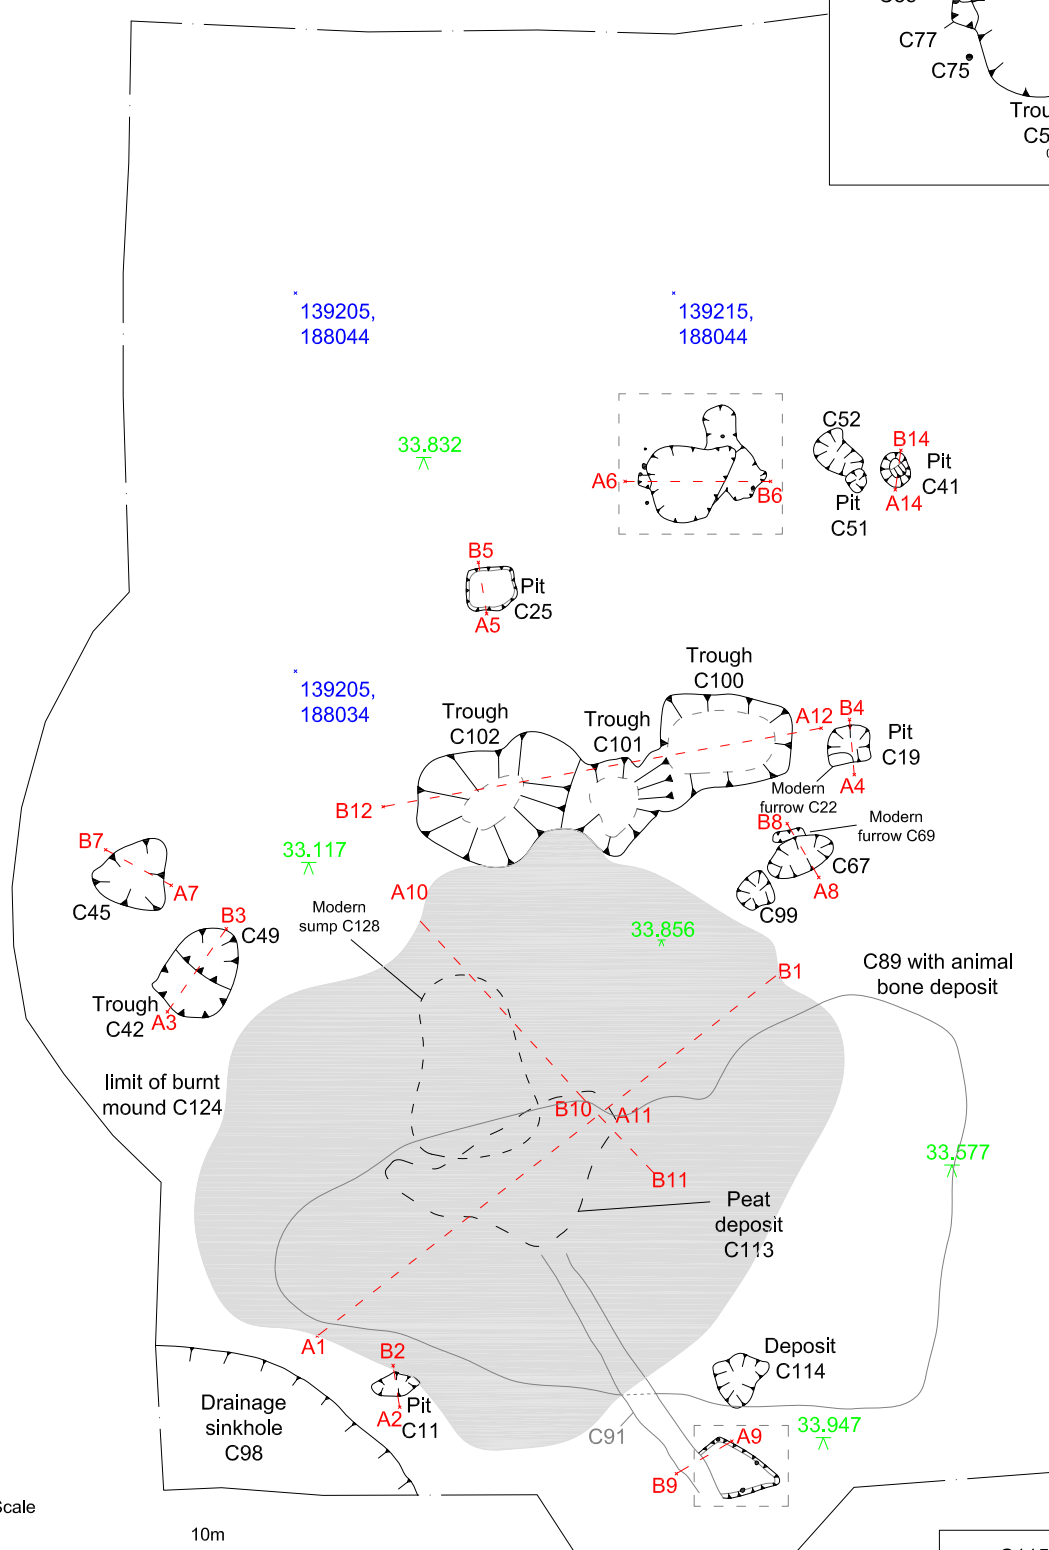 C77
C75
139205,
188044
139215,
188044
33.832
A6
B6
C52
Pit
C51
B14
Pit
C41
A14
B5
Pit
C25
A5
139205,
188034
Trough
C102
Trough
C101
Trough
C100
A12
B4
Pit
C19
A4
B12
Modern
furrow C22
B8
Modern
furrow C69
C67
A8
C99
B7
A7
C45
33.117
A10
Modern
sump C128
B3
C49
Trough
C42
A3
33.856
B1
C89 with animal
bone deposit
limit of burnt
mound C124
B10
A11
B11
33.577
Peat
deposit
C113
A1
B2
Pit
C11
A2
Drainage
sinkhole
C98
Deposit
C114
33.947
C91
A9
B9
10m